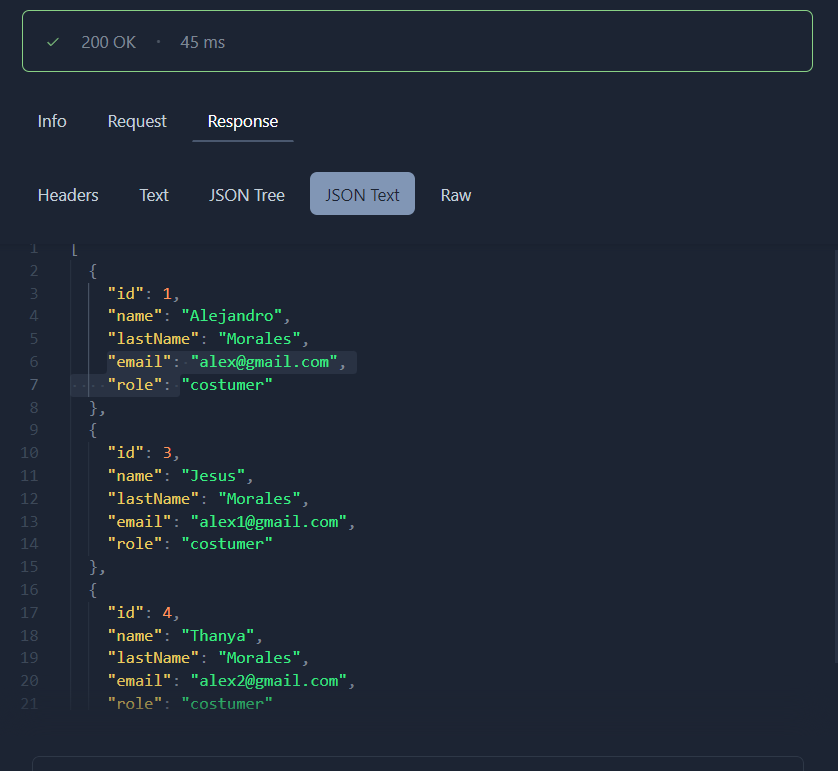 200 OK · 45 ms
Info Request Response
Headers Text JSON Tree JSON Text Raw
1 [
2 {
3 "id": 1,
4 "name": "Alejandro",
5 "lastName": "Morales",
6 "email": "alex@gmail.com",
7 "role": "costumer"
8 },
9 {
10 "id": 3,
11 "name": "Jesus",
12 "lastName": "Morales",
13 "email": "alex1@gmail.com",
14 "role": "costumer"
15 },
16 {
17 "id": 4,
18 "name": "Thanya",
19 "lastName": "Morales",
20 "email": "alex2@gmail.com",
21 "role": "costumer"